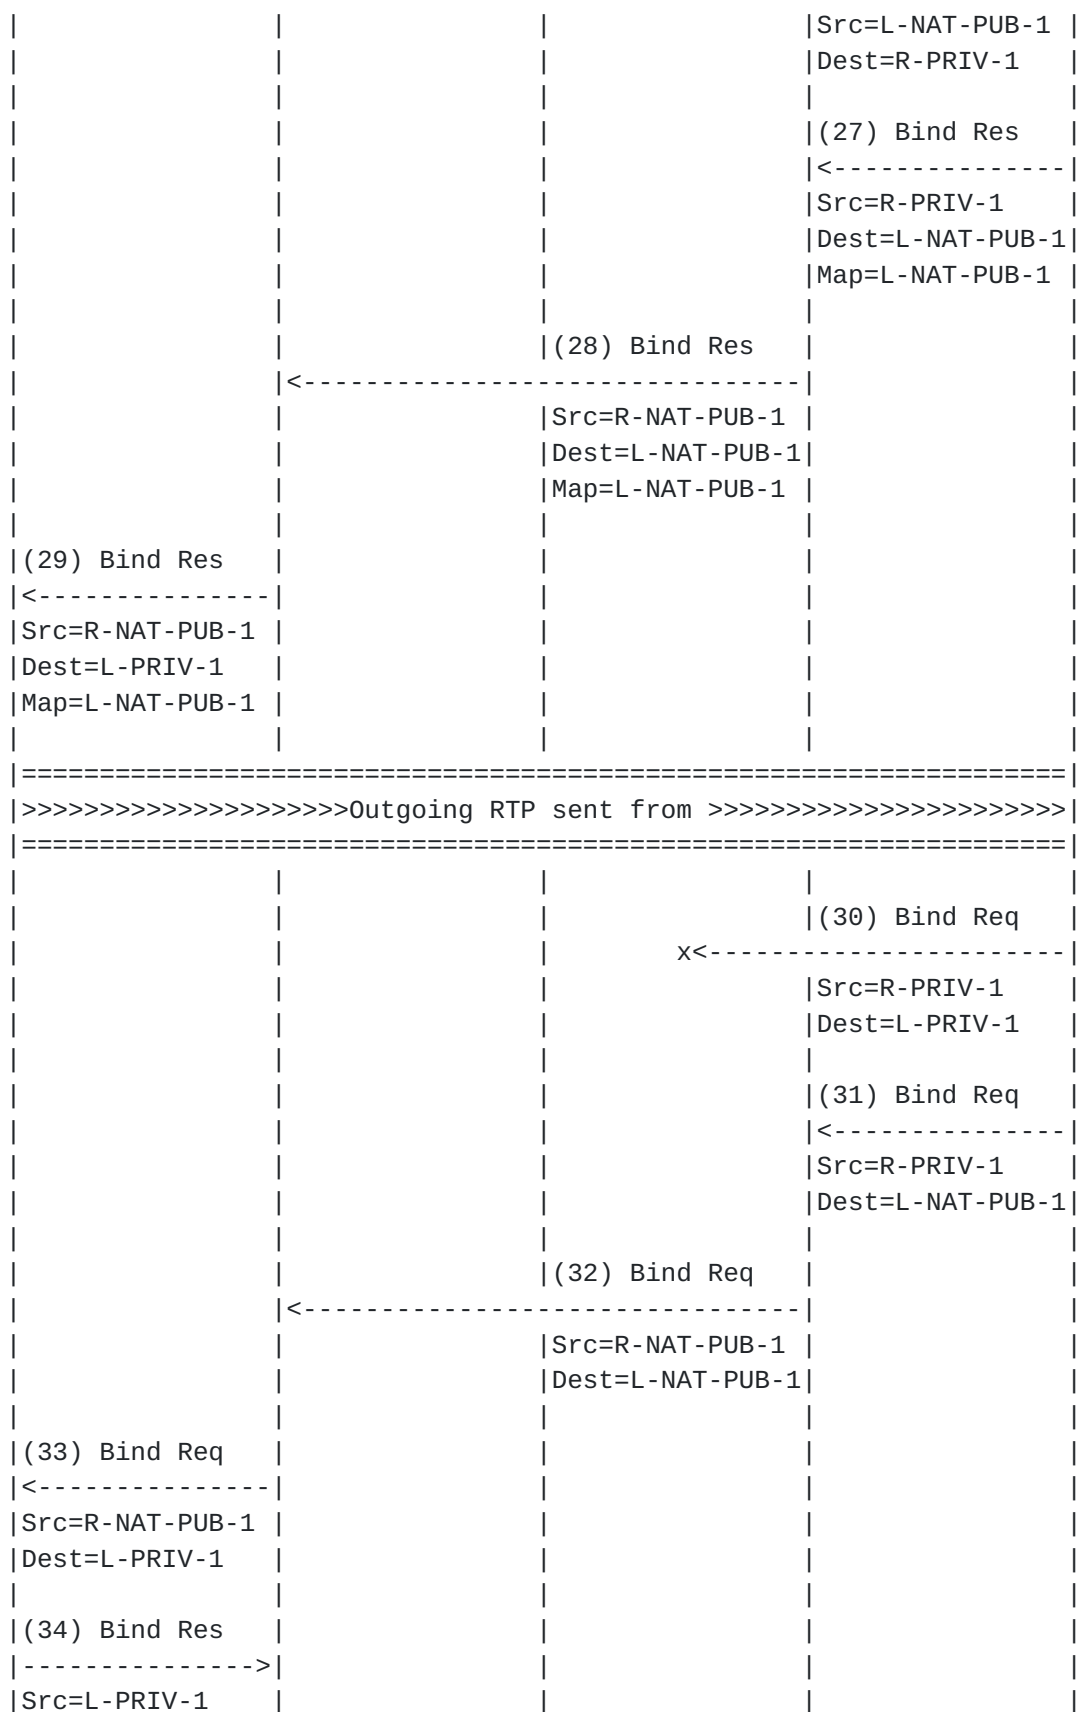 |                |                |                |Src=L-NAT-PUB-1 |
|                |                |                |Dest=R-PRIV-1   |
|                |                |                |                |
|                |                |                |(27) Bind Res   |
|                |                |                |<---------------|
|                |                |                |Src=R-PRIV-1    |
|                |                |                |Dest=L-NAT-PUB-1|
|                |                |                |Map=L-NAT-PUB-1 |
|                |                |                |                |
|                |                |(28) Bind Res   |                |
|                |<--------------------------------|                |
|                |                |Src=R-NAT-PUB-1 |                |
|                |                |Dest=L-NAT-PUB-1|                |
|                |                |Map=L-NAT-PUB-1 |                |
|                |                |                |                |
|(29) Bind Res   |                |                |                |
|<---------------|                |                |                |
|Src=R-NAT-PUB-1 |                |                |                |
|Dest=L-PRIV-1   |                |                |                |
|Map=L-NAT-PUB-1 |                |                |                |
|                |                |                |                |
|===================================================================|
|>>>>>>>>>>>>>>>>>>>>>Outgoing RTP sent from >>>>>>>>>>>>>>>>>>>>>>>|
|===================================================================|
|                |                |                |                |
|                |                |                |(30) Bind Req   |
|                |                |        x<-----------------------|
|                |                |                |Src=R-PRIV-1    |
|                |                |                |Dest=L-PRIV-1   |
|                |                |                |                |
|                |                |                |(31) Bind Req   |
|                |                |                |<---------------|
|                |                |                |Src=R-PRIV-1    |
|                |                |                |Dest=L-NAT-PUB-1|
|                |                |                |                |
|                |                |(32) Bind Req   |                |
|                |<--------------------------------|                |
|                |                |Src=R-NAT-PUB-1 |                |
|                |                |Dest=L-NAT-PUB-1|                |
|                |                |                |                |
|(33) Bind Req   |                |                |                |
|<---------------|                |                |                |
|Src=R-NAT-PUB-1 |                |                |                |
|Dest=L-PRIV-1   |                |                |                |
|                |                |                |                |
|(34) Bind Res   |                |                |                |
|--------------->|                |                |                |
|Src=L-PRIV-1    |                |                |                |